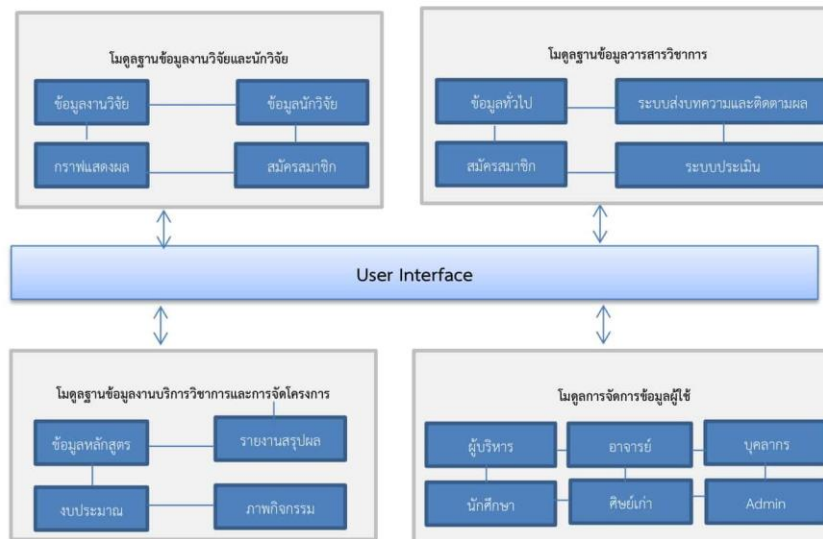 โมดูลฐานข้อมูลงานวิจัยและนักวิจัย
ข้อมูลงานวิจัย
ข้อมูลนักวิจัย
กราฟแสดงผล
สมัครสมาชิก
โมดูลฐานข้อมูลวารสารวิชาการ
ข้อมูลทั่วไป
ระบบส่งบทความและติดตามผล
สมัครสมาชิก
ระบบประเมิน
User Interface
โมดูลฐานข้อมูลงานบริการวิชาการและการจัดโครงการ
ข้อมูลหลักสูตร
รายงานสรุปผล
งบประมาณ
ภาพกิจกรรม
โมดูลการจัดการข้อมูลผู้ใช้
ผู้บริหาร
อาจารย์
บุคลากร
นักศึกษา
ศิษย์เก่า
Admin